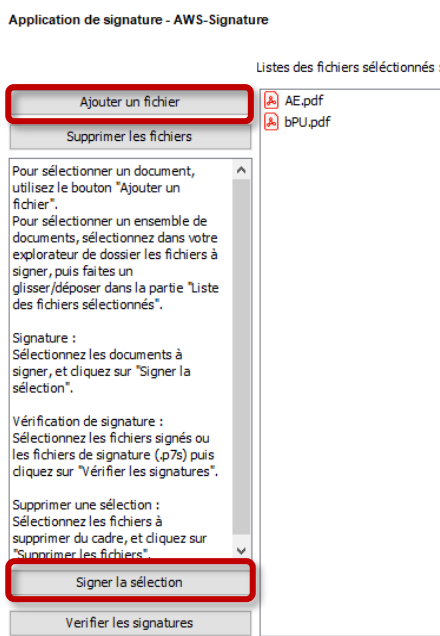 Application de signature - AWS-Signature
Listes des fichiers séléctionnés :
Ajouter un fichier
AE.pdf
Supprimer les fichiers
bPU.pdf
Pour sélectionner un document,
utilisez le bouton "Ajouter un
fichier".
Pour sélectionner un ensemble de
documents, sélectionnez dans votre
explorateur de dossier les fichiers à
signer, puis faites un
glisser/déposer dans la partie "Liste
des fichiers sélectionnés".
Signature :
Sélectionnez les documents à
signer, et cliquez sur "Signer la
sélection".
Vérification de signature :
Sélectionnez les fichiers signés ou
les fichiers de signature (.p7s) puis
cliquez sur "Vérifier les signatures".
Supprimer une sélection :
Sélectionnez les fichiers à
supprimer du cadre, et cliquez sur
"Supprimer les fichiers".
Signer la sélection
Verifier les signatures